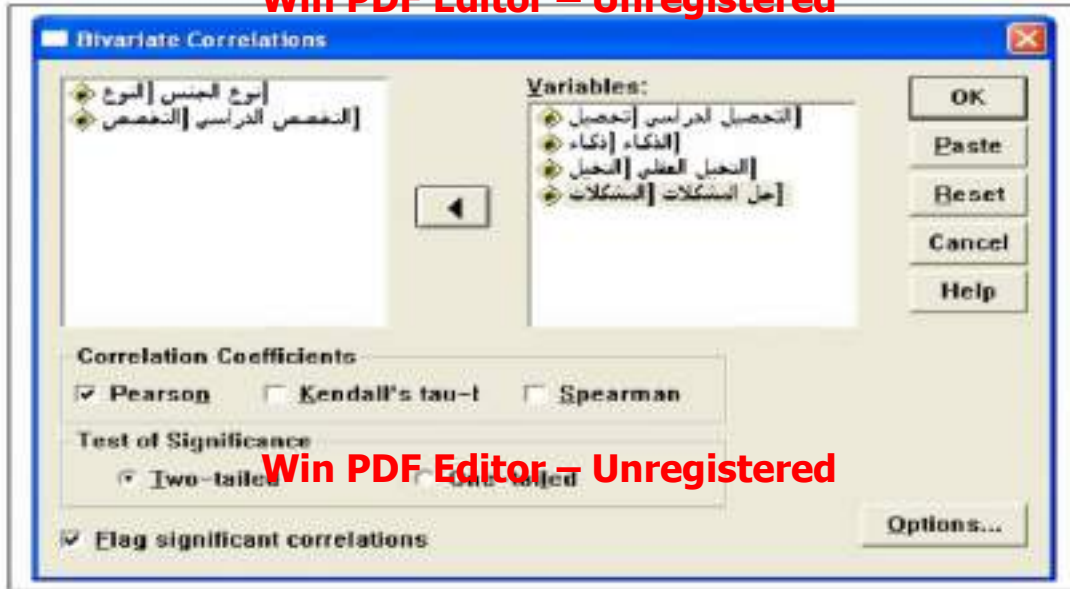 Win PDF Editor — Unregistered
Bivariate Correlations
نوع الجنس [النوع]
التخصص الدراسي [التخصص]
Variables:
التحصيل الدراسي [تحصيل]
الذكاء [ذكاء]
التخيل العقلي [التخيل]
حل المشكلات [المشكلات]
OK
Paste
Reset
Cancel
Help
Correlation Coefficients
Pearson Kendall's tau-b Spearman
Test of Significance
Two-tailed One-tailed
Win PDF Editor — Unregistered
Flag significant correlations
Options...